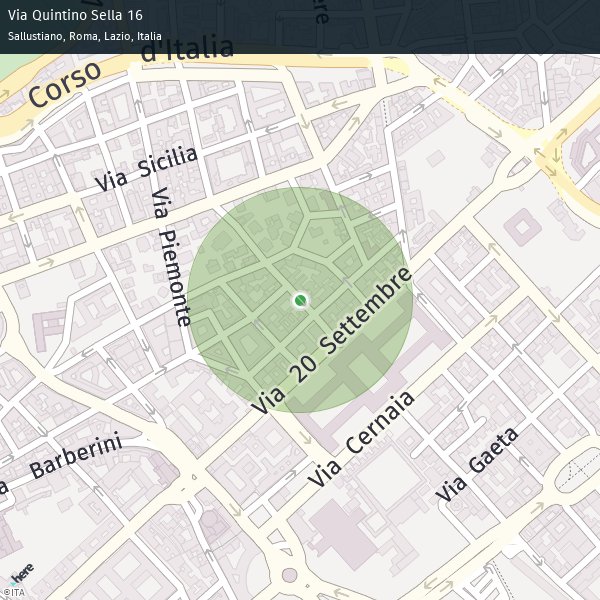 Via Quintino Sella 16
Sallustiano, Roma, Lazio, Italia
Corso d'Italia
Via Sicilia
Via Piemonte
Via 20 Settembre
Via Cernaia
Barberini
Via Gaeta
here
©ITA